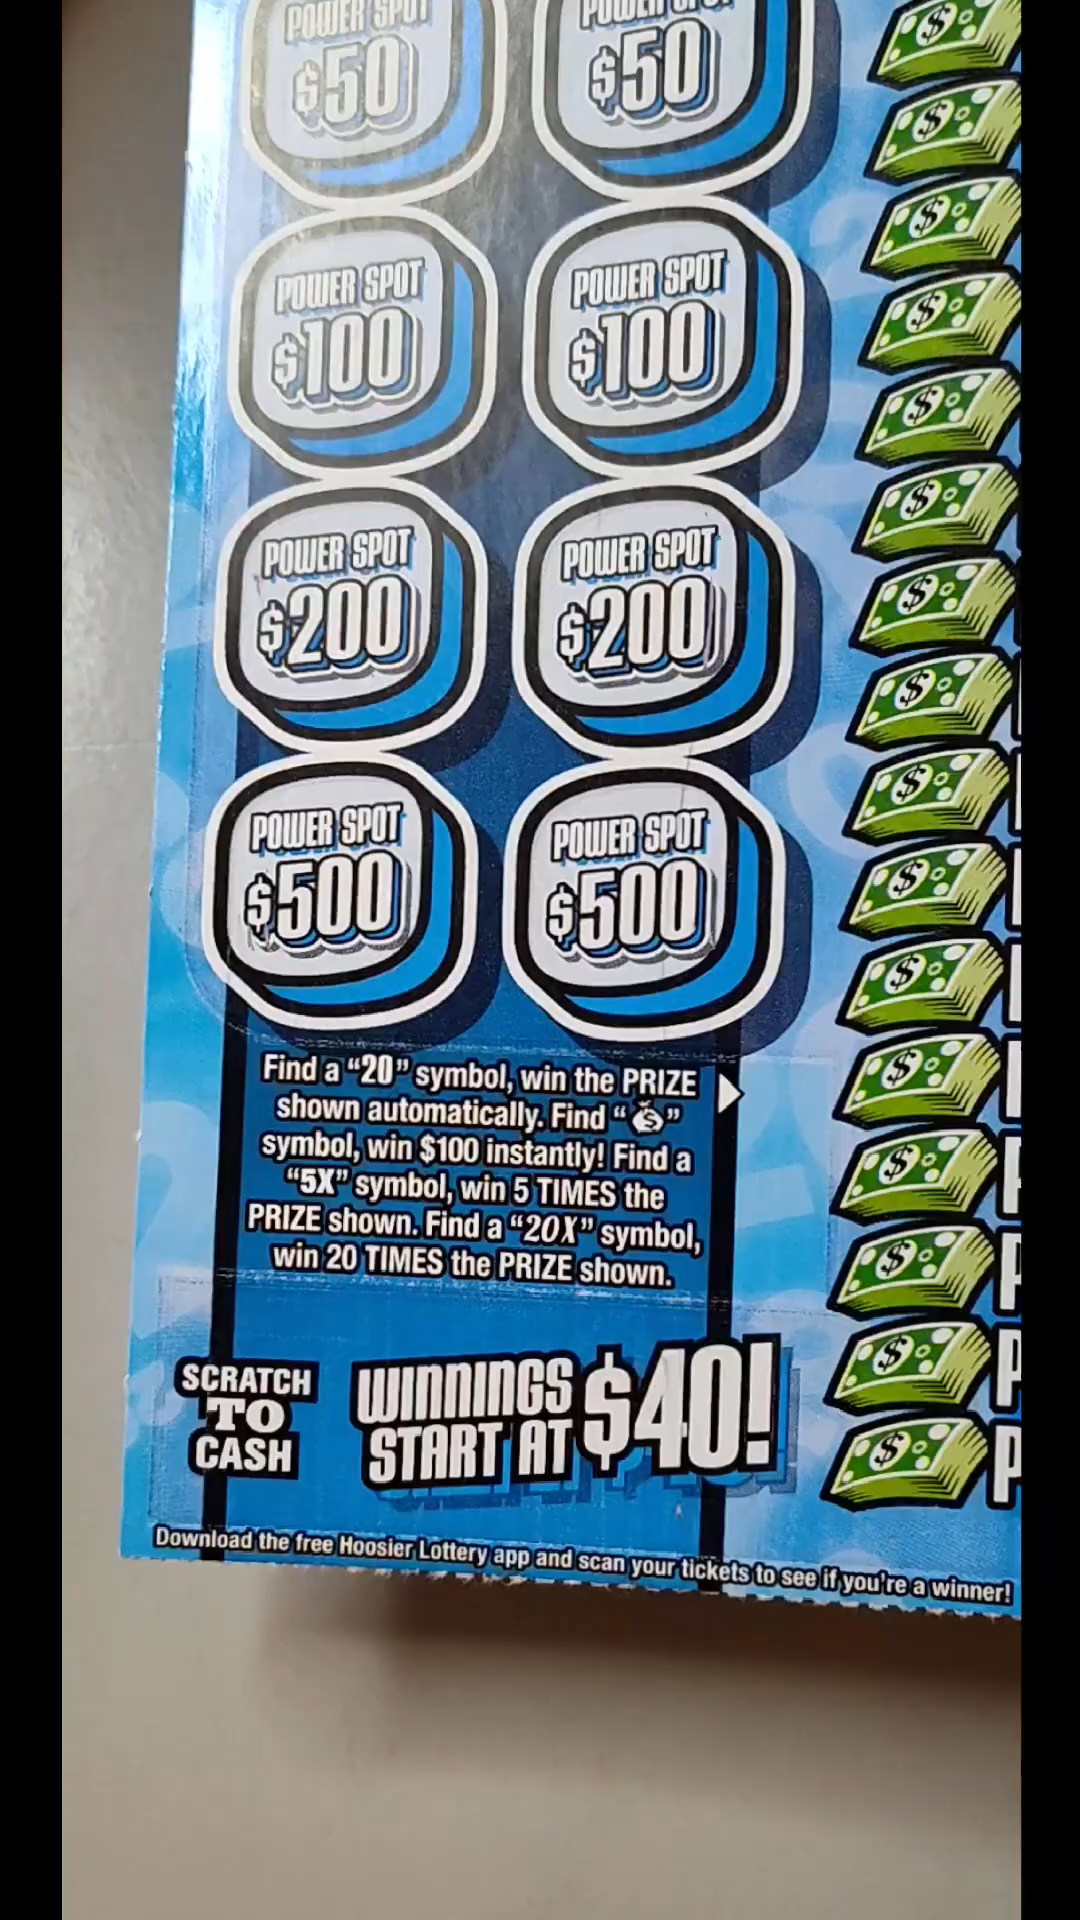 POWER SPOT POWER SPOT
$50 $50
POWER SPOT POWER SPOT
$100 $100
POWER SPOT POWER SPOT
$200 $200
POWER SPOT POWER SPOT
$500 $500
Find a “20” symbol, win the PRIZE
shown automatically. Find “$”
symbol, win $100 instantly! Find a
“5X” symbol, win 5 TIMES the
PRIZE shown. Find a “20X” symbol,
win 20 TIMES the PRIZE shown.
SCRATCH
TO
CASH
WINNINGS
START AT $40!
Download the free Hoosier Lottery app and scan your tickets to see if you're a winner!